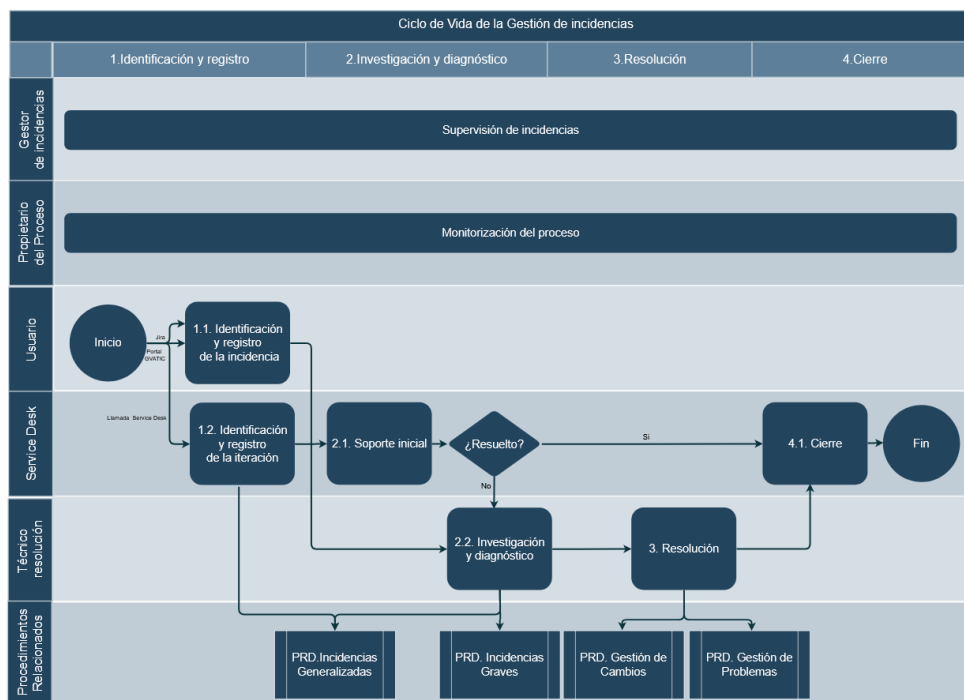 Ciclo de Vida de la Gestión de incidencias
1.Identificación y registro
2.Investigación y diagnóstico
3.Resolución
4.Cierre
Gestor
de incidencias
Supervisión de incidencias
Propietario
del Proceso
Monitorización del proceso
Usuario
Inicio
Jira
Portal
GVATIC
1.1. Identificación
y registro
de la incidencia
Service Desk
Llamada Service Desk
1.2. Identificación
y registro
de la iteración
2.1. Soporte inicial
¿Resuelto?
Si
No
4.1. Cierre
Fin
Técnico
resolución
2.2. Investigación
y diagnóstico
3. Resolución
Procedimientos
Relacionados
PRD.Incidencias
Generalizadas
PRD. Incidencias
Graves
PRD. Gestión de
Cambios
PRD. Gestión de
Problemas